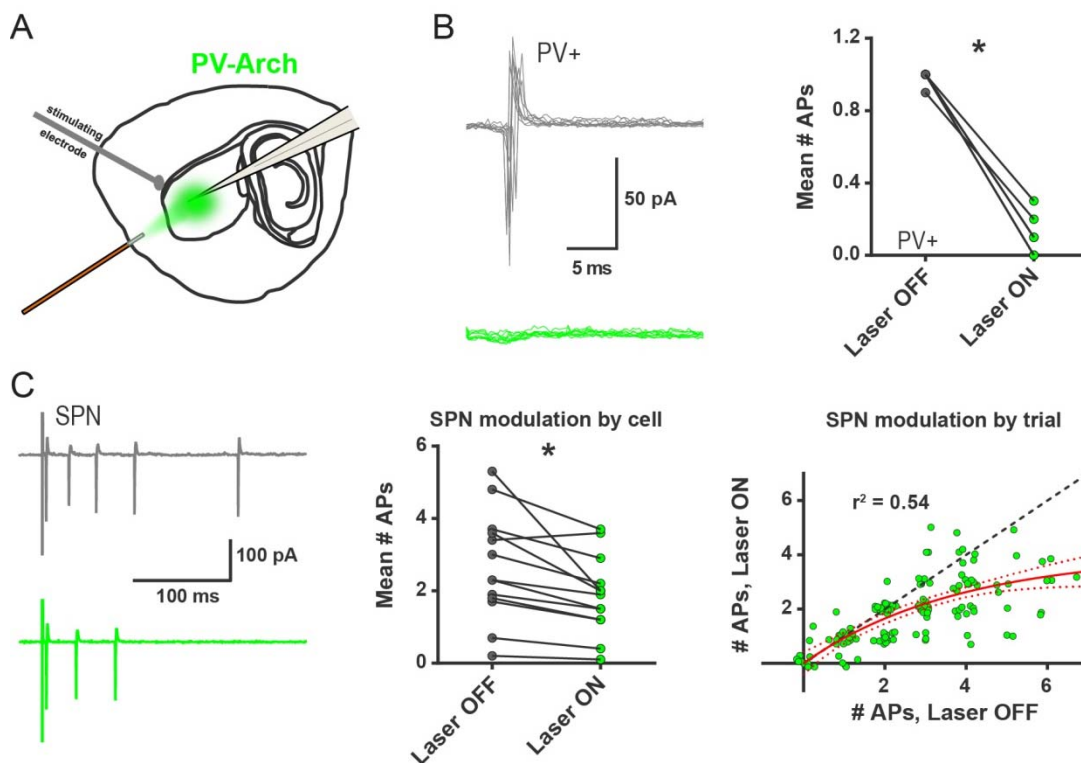 A
PV-Arch
stimulating
electrode
B
PV+
50 pA
5 ms
Mean # APs
1.2
0.8
0.4
0.0
*
PV+
Laser OFF
Laser ON
C
SPN
100 pA
100 ms
SPN modulation by cell
*
Mean # APs
6
4
2
0
Laser OFF
Laser ON
SPN modulation by trial
r² = 0.54
# APs, Laser ON
6
4
2
2
4
6
# APs, Laser OFF